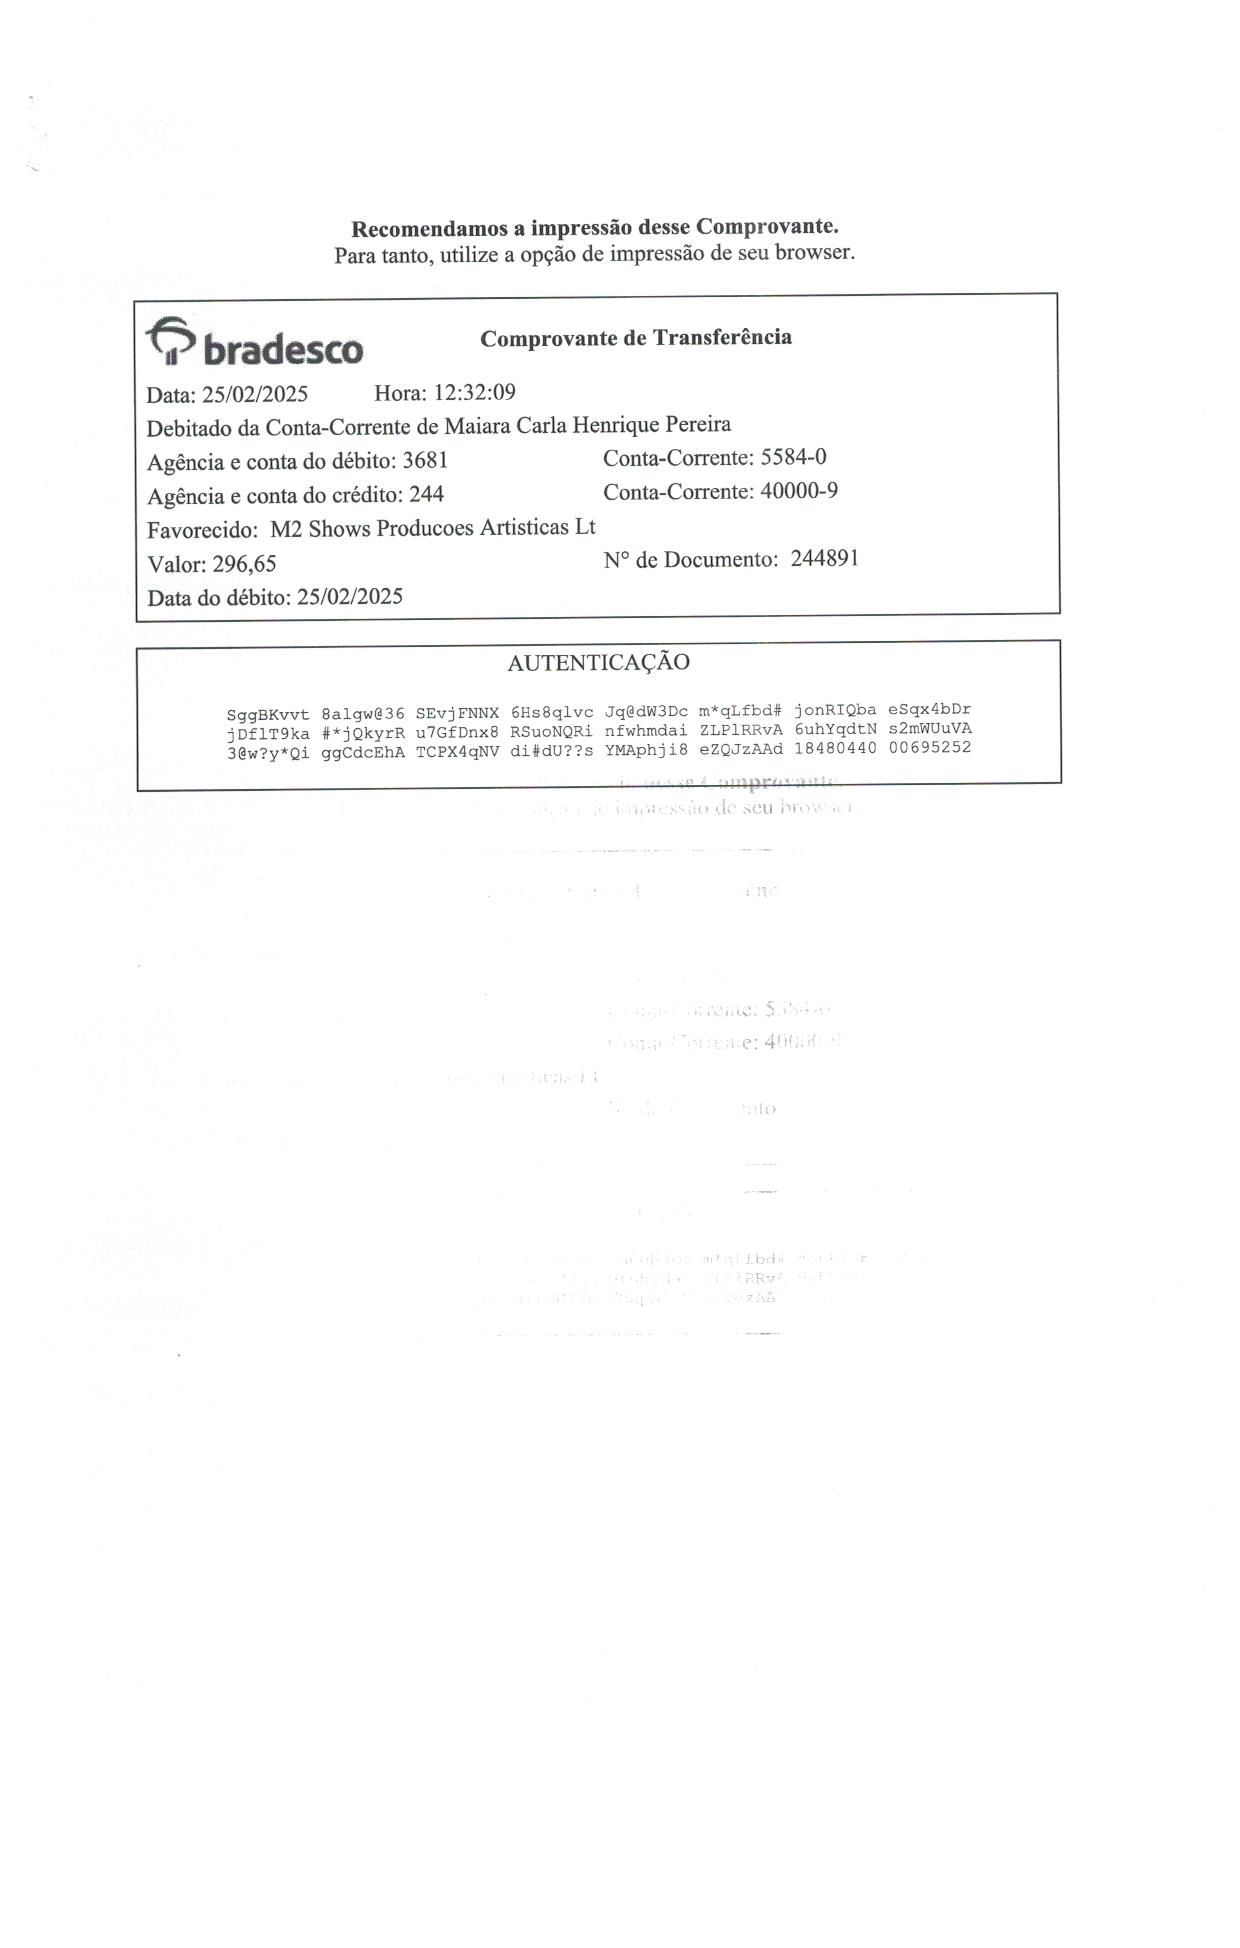 Recomendamos a impressão desse Comprovante.
Para tanto, utilize a opção de impressão de seu browser.
bradesco
Comprovante de Transferência
Data: 25/02/2025 Hora: 12:32:09
Debitado da Conta-Corrente de Maiara Carla Henrique Pereira
Agência e conta do débito: 3681 Conta-Corrente: 5584-0
Agência e conta do crédito: 244 Conta-Corrente: 40000-9
Favorecido: M2 Shows Producoes Artisticas Lt
Valor: 296,65 N° de Documento: 244891
Data do débito: 25/02/2025
AUTENTICAÇÃO
SggBKvvt 8algw@36 SEvjFNNX 6Hs8qlvc Jq@dW3Dc m*qLfbd# jonRIQba eSqx4bDr
jDflT9ka #*jQkyrR u7GfDnx8 RSuoNQRi nfwhmdai ZLPlRRvA 6uhYqdtN s2mWUuVA
3@w?y*Qi ggCdcEhA TCPX4qNV di#dU??s YMAphji8 eZQJzAAd 18480440 00695252
impressão de seu browser